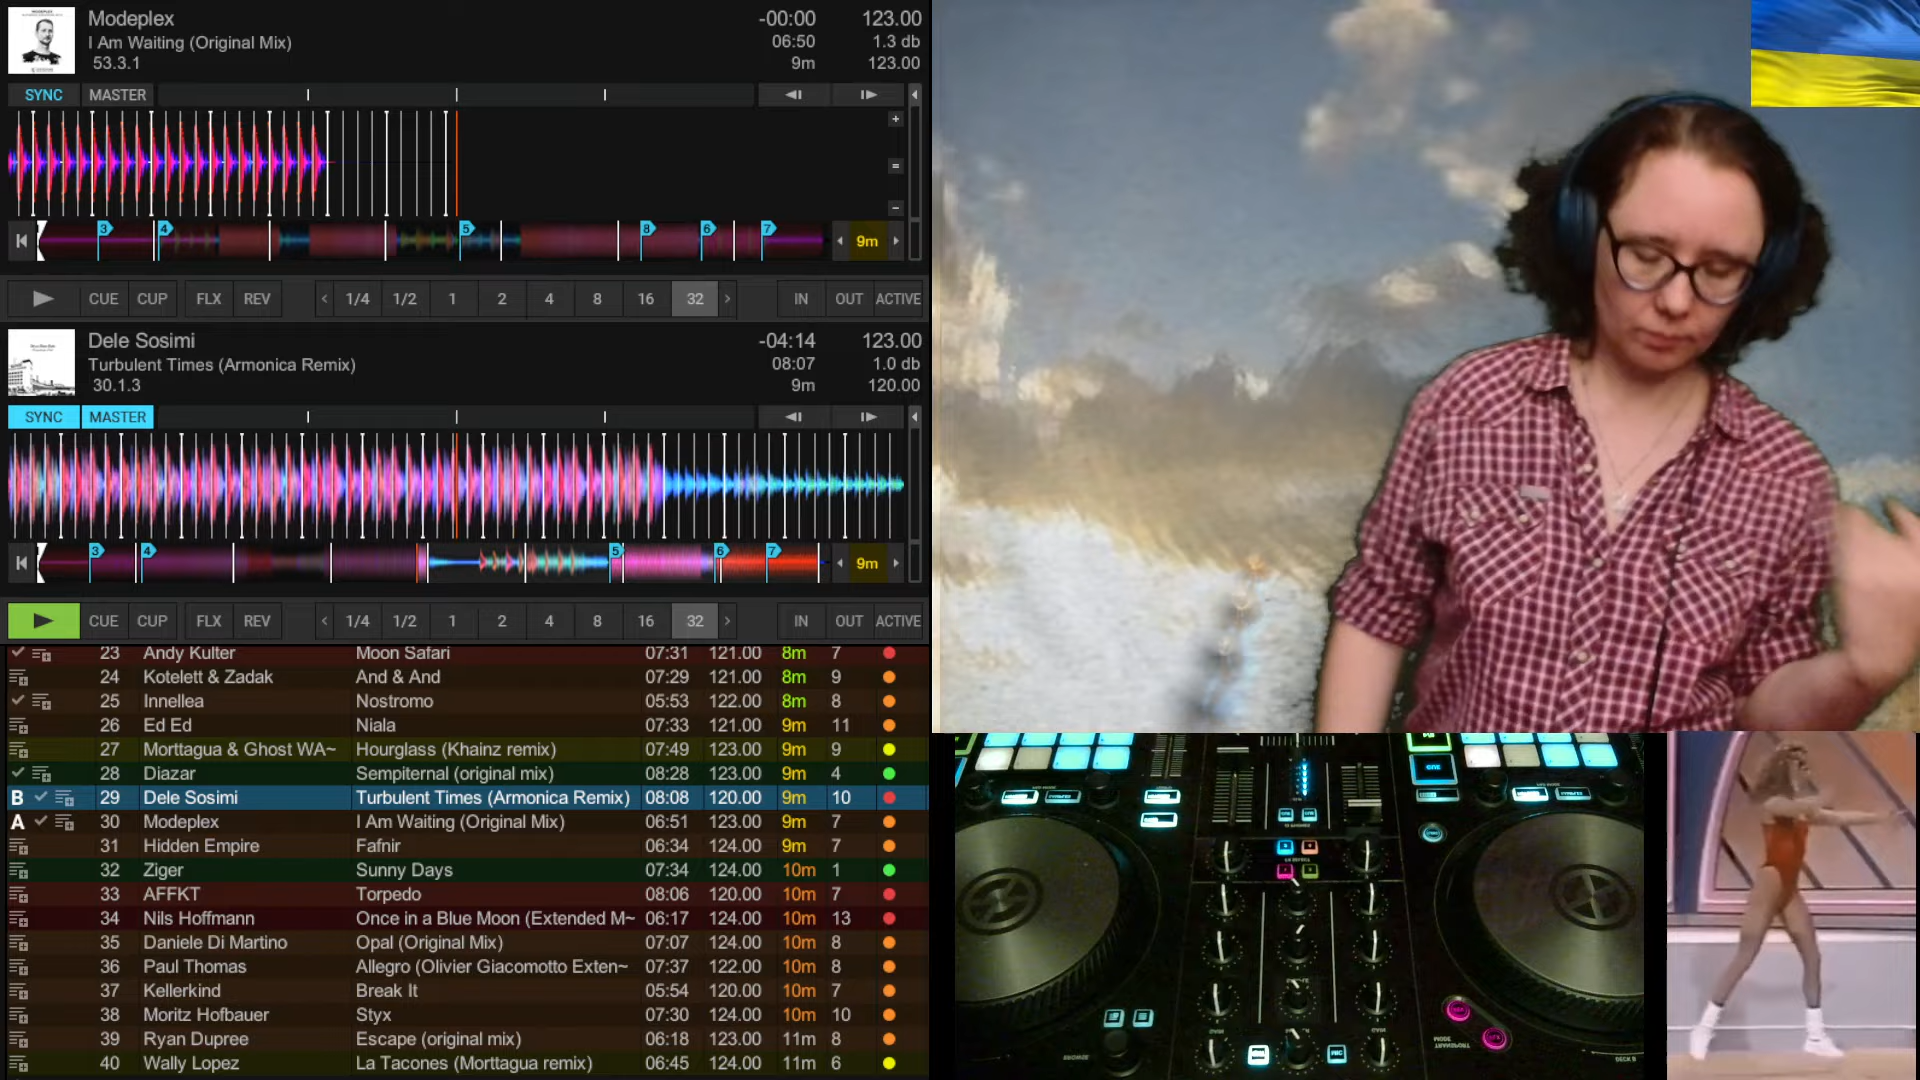 Modeplex -00:00 123.00
I Am Waiting (Original Mix) 06:50 1.3 db
53.3.1 9m 123.00
SYNC MASTER
3 4 5 8 6 7 9m
CUE CUP FLX REV 1/4 1/2 1 2 4 8 16 32 IN OUT ACTIVE
Dele Sosimi -04:14 123.00
Turbulent Times (Armonica Remix) 08:07 1.0 db
30.1.3 9m 120.00
SYNC MASTER
3 4 5 6 7 9m
CUE CUP FLX REV 1/4 1/2 1 2 4 8 16 32 IN OUT ACTIVE
23 Andy Kulter Moon Safari 07:31 121.00 8m 7
24 Kotelett & Zadak And & And 07:29 121.00 8m 9
25 Innellea Nostromo 05:53 122.00 8m 8
26 Ed Ed Niala 07:33 121.00 9m 11
27 Morttagua & Ghost WA~ Hourglass (Khainz remix) 07:49 123.00 9m 9
28 Diazar Sempiternal (original mix) 08:28 123.00 9m 4
B 29 Dele Sosimi Turbulent Times (Armonica Remix) 08:08 120.00 9m 10
A 30 Modeplex I Am Waiting (Original Mix) 06:51 123.00 9m 7
31 Hidden Empire Fafnir 06:34 124.00 9m 7
32 Ziger Sunny Days 07:34 124.00 10m 1
33 AFFKT Torpedo 08:06 120.00 10m 7
34 Nils Hoffmann Once in a Blue Moon (Extended M~ 06:17 124.00 10m 13
35 Daniele Di Martino Opal (Original Mix) 07:07 124.00 10m 8
36 Paul Thomas Allegro (Olivier Giacomotto Exten~ 07:37 122.00 10m 8
37 Kellerkind Break It 05:54 120.00 10m 7
38 Moritz Hofbauer Styx 07:30 124.00 10m 10
39 Ryan Dupree Escape (original mix) 06:18 123.00 11m 8
40 Wally Lopez La Tacones (Morttagua remix) 06:45 124.00 11m 6